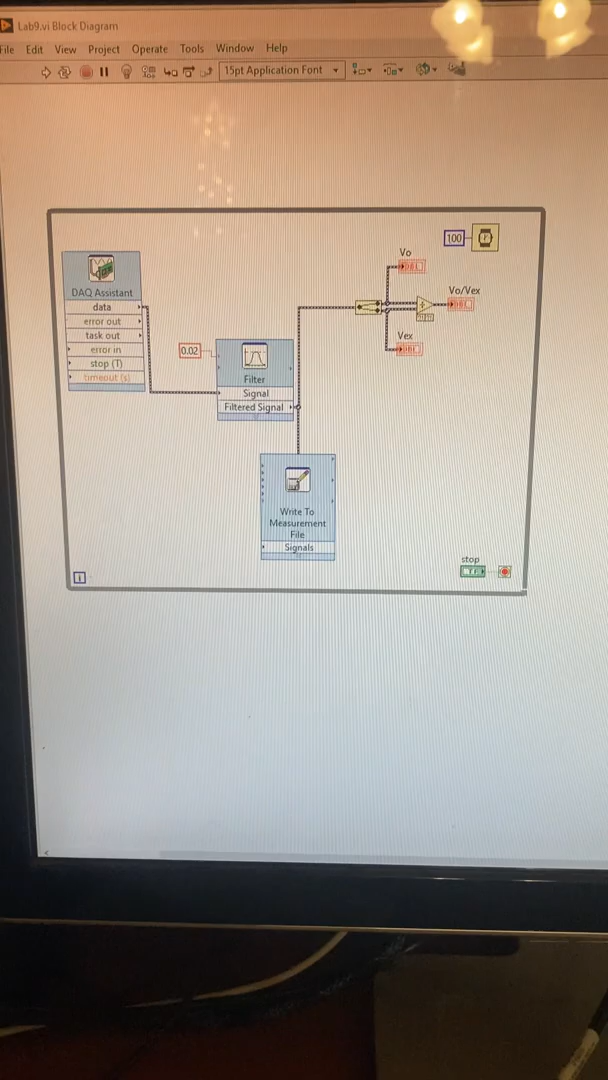 Lab9.vi Block Diagram
File Edit View Project Operate Tools Window Help
15pt Application Font
100
Vo
DAQ Assistant
data
error out
task out
error in
stop (T)
timeout (s)
Vo/Vex
DBL
Vex
0.02
Filter
Signal
Filtered Signal
Write To
Measurement
File
Signals
stop
TF
i